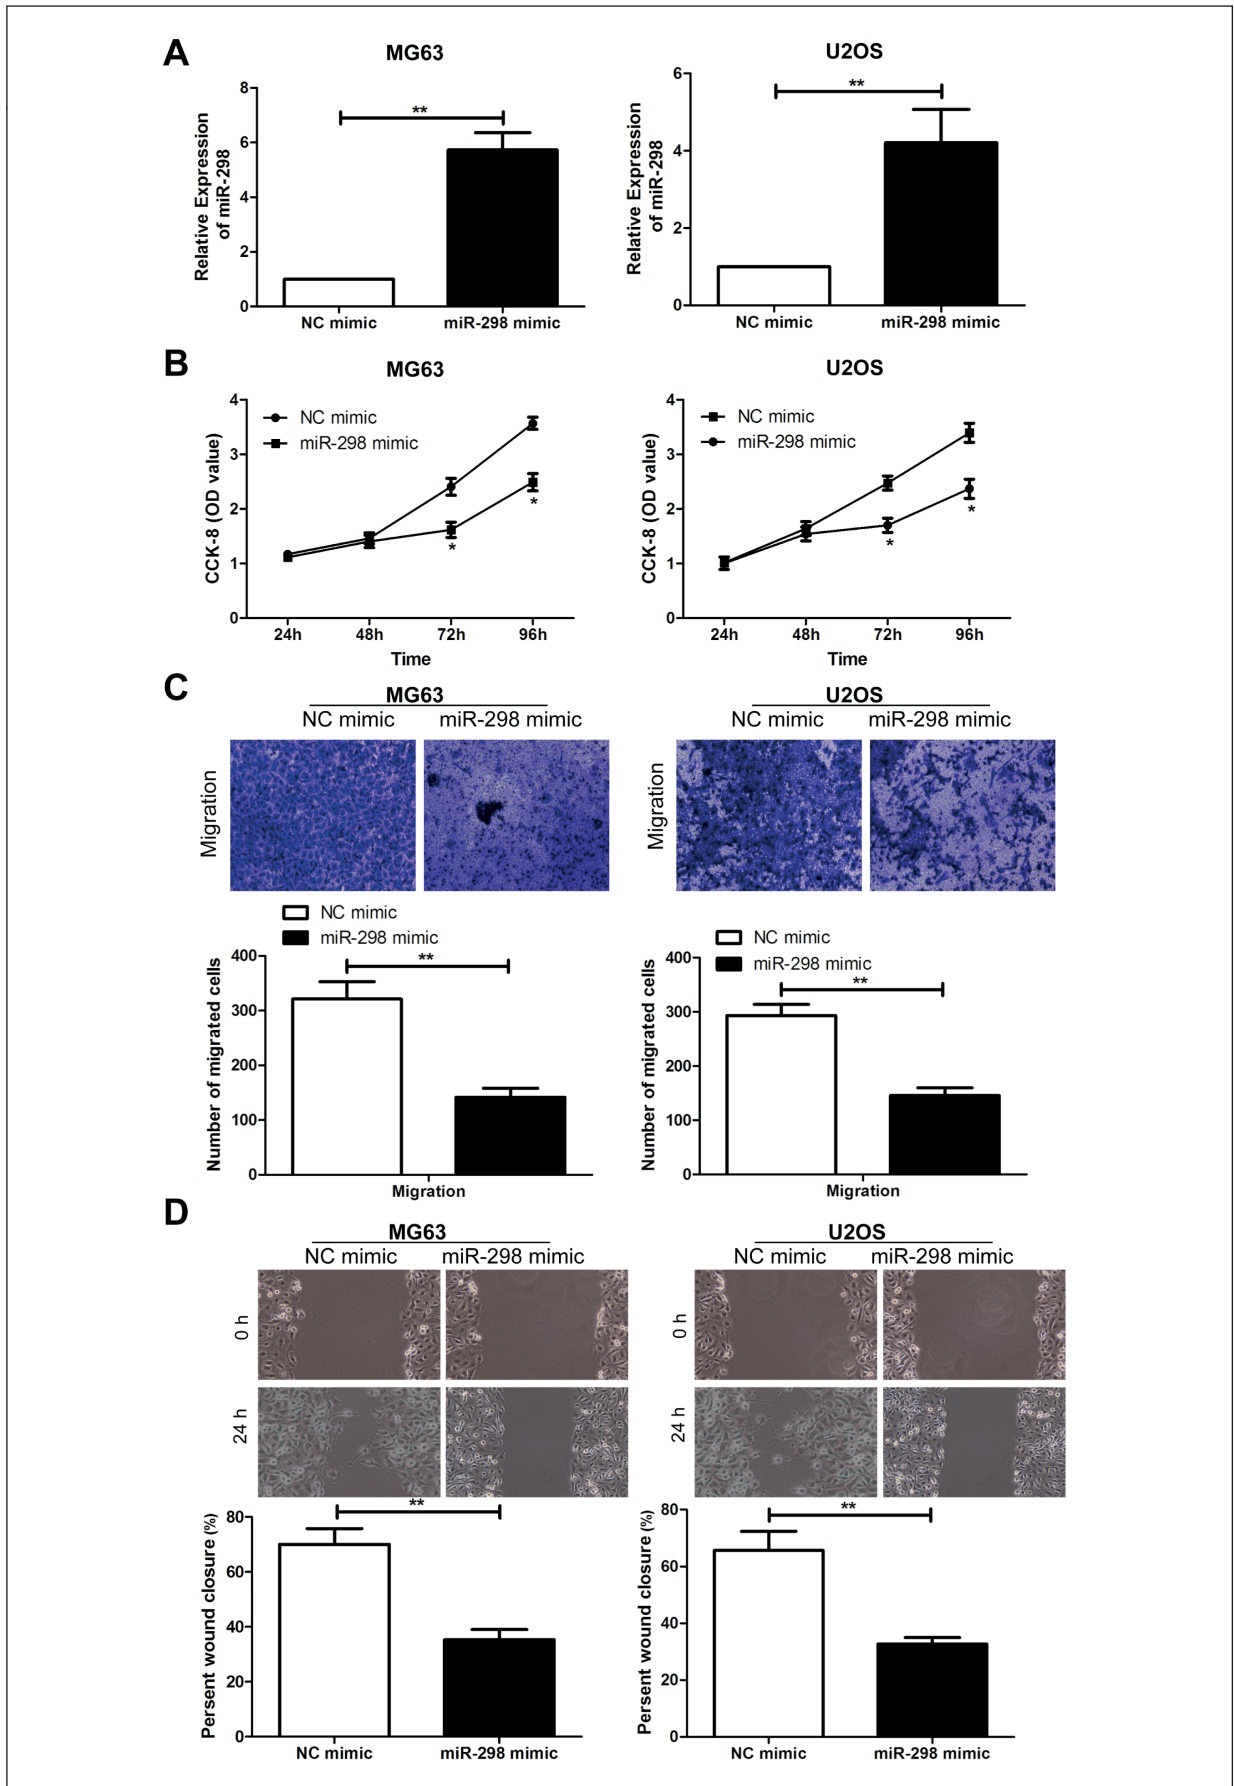 A
MG63
U2OS
8
6
4
2
0
Relative Expression
of miR-298
**
NC mimic
miR-298 mimic
6
4
2
0
Relative Expression
of miR-298
**
NC mimic
miR-298 mimic
B
MG63
U2OS
4
3
2
1
0
CCK-8 (OD value)
NC mimic
miR-298 mimic
*
*
24h
48h
72h
96h
Time
4
3
2
1
0
CCK-8 (OD value)
NC mimic
miR-298 mimic
*
*
24h
48h
72h
96h
Time
C
MG63
NC mimic
miR-298 mimic
U2OS
NC mimic
miR-298 mimic
Migration
Migration
NC mimic
miR-298 mimic
400
300
200
100
0
Number of migrated cells
**
Migration
NC mimic
miR-298 mimic
400
300
200
100
0
Number of migrated cells
**
Migration
D
MG63
NC mimic
miR-298 mimic
U2OS
NC mimic
miR-298 mimic
0 h
24 h
0 h
24 h
80
60
40
20
0
Persent wound closure (%)
**
NC mimic
miR-298 mimic
80
60
40
20
0
Persent wound closure (%)
**
NC mimic
miR-298 mimic